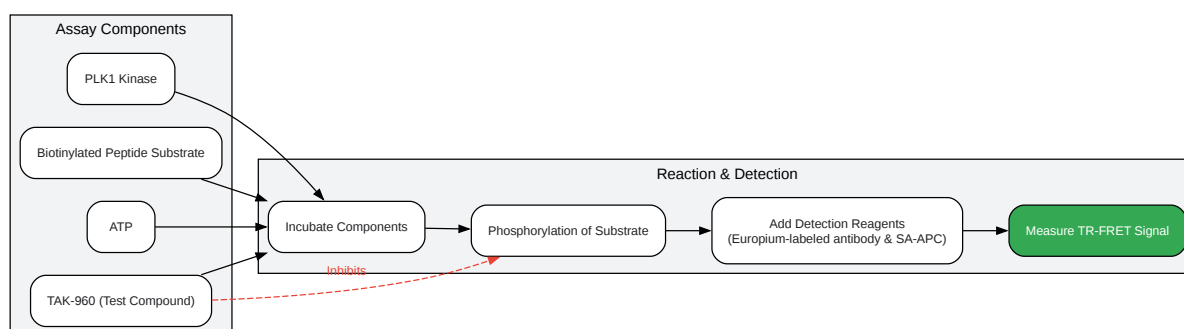 Assay Components
PLK1 Kinase
Biotinylated Peptide Substrate
ATP
TAK-960 (Test Compound)
Reaction & Detection
Incubate Components
Inhibits
Phosphorylation of Substrate
Add Detection Reagents
(Europium-labeled antibody & SA-APC)
Measure TR-FRET Signal